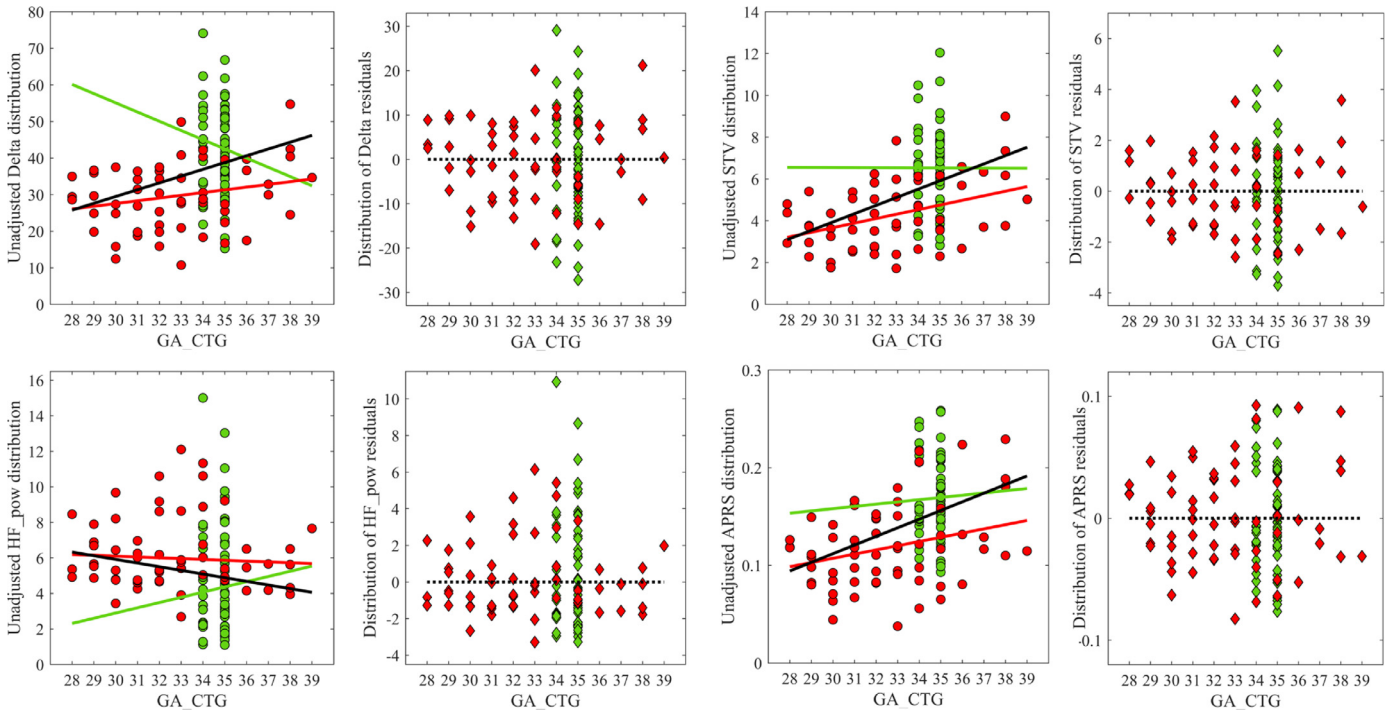 Unadjusted Delta distribution
80
70
60
50
40
30
20
10
0
28 29 30 31 32 33 34 35 36 37 38 39
GA_CTG
Distribution of Delta residuals
30
20
10
0
-10
-20
-30
28 29 30 31 32 33 34 35 36 37 38 39
GA_CTG
Unadjusted STV distribution
14
12
10
8
6
4
2
0
28 29 30 31 32 33 34 35 36 37 38 39
GA_CTG
Distribution of STV residuals
6
4
2
0
-2
-4
28 29 30 31 32 33 34 35 36 37 38 39
GA_CTG
Unadjusted HF_pow distribution
16
14
12
10
8
6
4
2
0
28 29 30 31 32 33 34 35 36 37 38 39
GA_CTG
Distribution of HF_pow residuals
10
8
6
4
2
0
-2
-4
28 29 30 31 32 33 34 35 36 37 38 39
GA_CTG
Unadjusted APRS distribution
0.3
0.2
0.1
0
28 29 30 31 32 33 34 35 36 37 38 39
GA_CTG
Distribution of APRS residuals
0.1
0
-0.1
28 29 30 31 32 33 34 35 36 37 38 39
GA_CTG